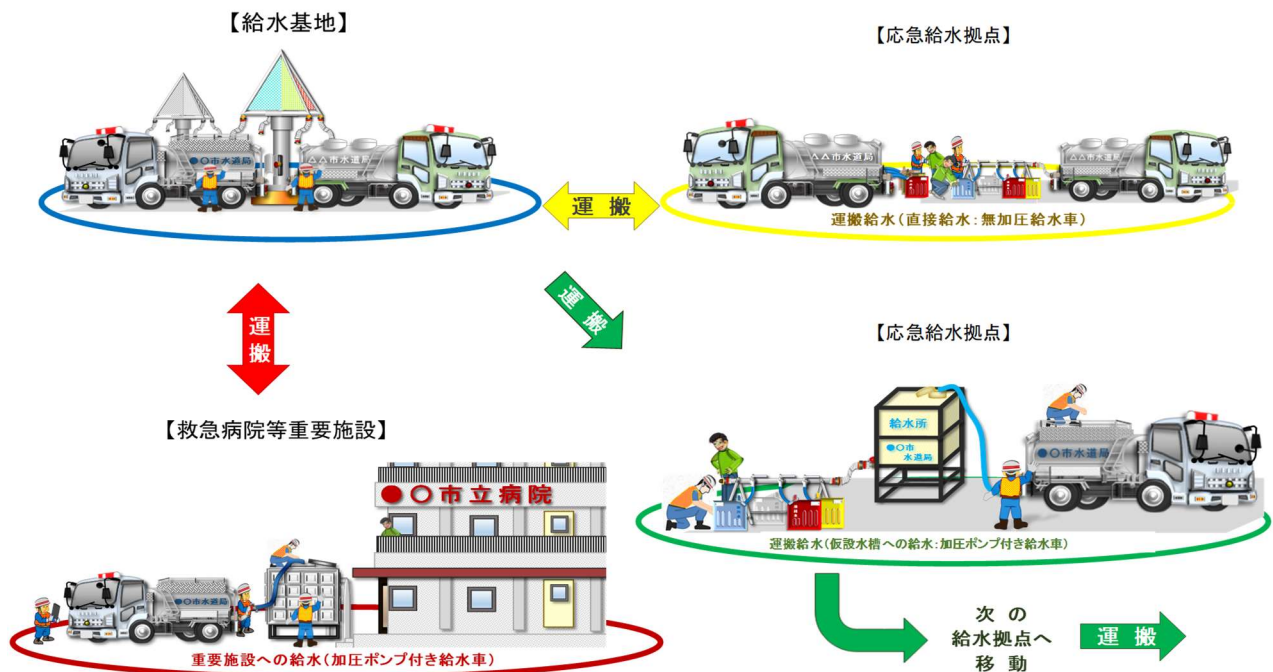 【給水基地】
●〇市水道局
△△市水道局
運搬
【応急給水拠点】
△△市水道局
△△市水道局
運搬給水(直接給水:無加圧給水車)
運搬
運搬
【救急病院等重要施設】
●〇市立病院
重要施設への給水(加圧ポンプ付き給水車)
【応急給水拠点】
給水所
●〇市
水道局
●〇市水道局
運搬給水(仮設水槽への給水:加圧ポンプ付き給水車)
次の
給水拠点へ
移動
運搬